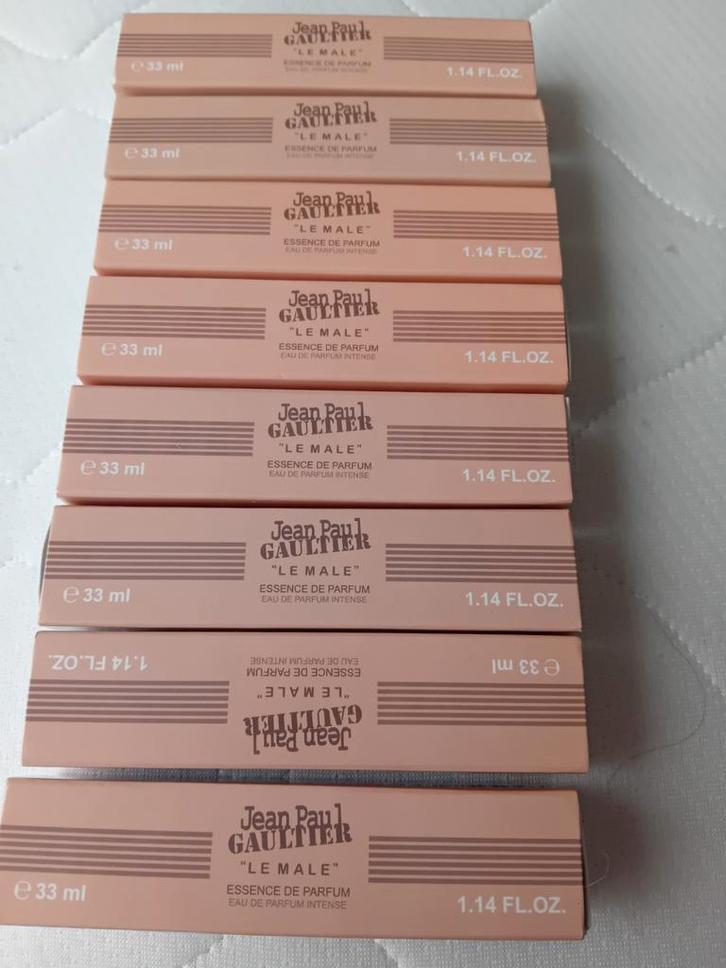 Jean Paul
GAULTIER
"LE MALE"
ESSENCE DE PARFUM
EAU DE PARFUM INTENSE
℮ 33 ml
1.14 FL.OZ.
Jean Paul
GAULTIER
"LE MALE"
ESSENCE DE PARFUM
EAU DE PARFUM INTENSE
℮ 33 ml
1.14 FL.OZ.
Jean Paul
GAULTIER
"LE MALE"
ESSENCE DE PARFUM
EAU DE PARFUM INTENSE
℮ 33 ml
1.14 FL.OZ.
Jean Paul
GAULTIER
"LE MALE"
ESSENCE DE PARFUM
EAU DE PARFUM INTENSE
℮ 33 ml
1.14 FL.OZ.
Jean Paul
GAULTIER
"LE MALE"
ESSENCE DE PARFUM
EAU DE PARFUM INTENSE
℮ 33 ml
1.14 FL.OZ.
Jean Paul
GAULTIER
"LE MALE"
ESSENCE DE PARFUM
EAU DE PARFUM INTENSE
℮ 33 ml
1.14 FL.OZ.
Jean Paul
GAULTIER
"LE MALE"
ESSENCE DE PARFUM
EAU DE PARFUM INTENSE
℮ 33 ml
1.14 FL.OZ.
Jean Paul
GAULTIER
"LE MALE"
ESSENCE DE PARFUM
EAU DE PARFUM INTENSE
℮ 33 ml
1.14 FL.OZ.